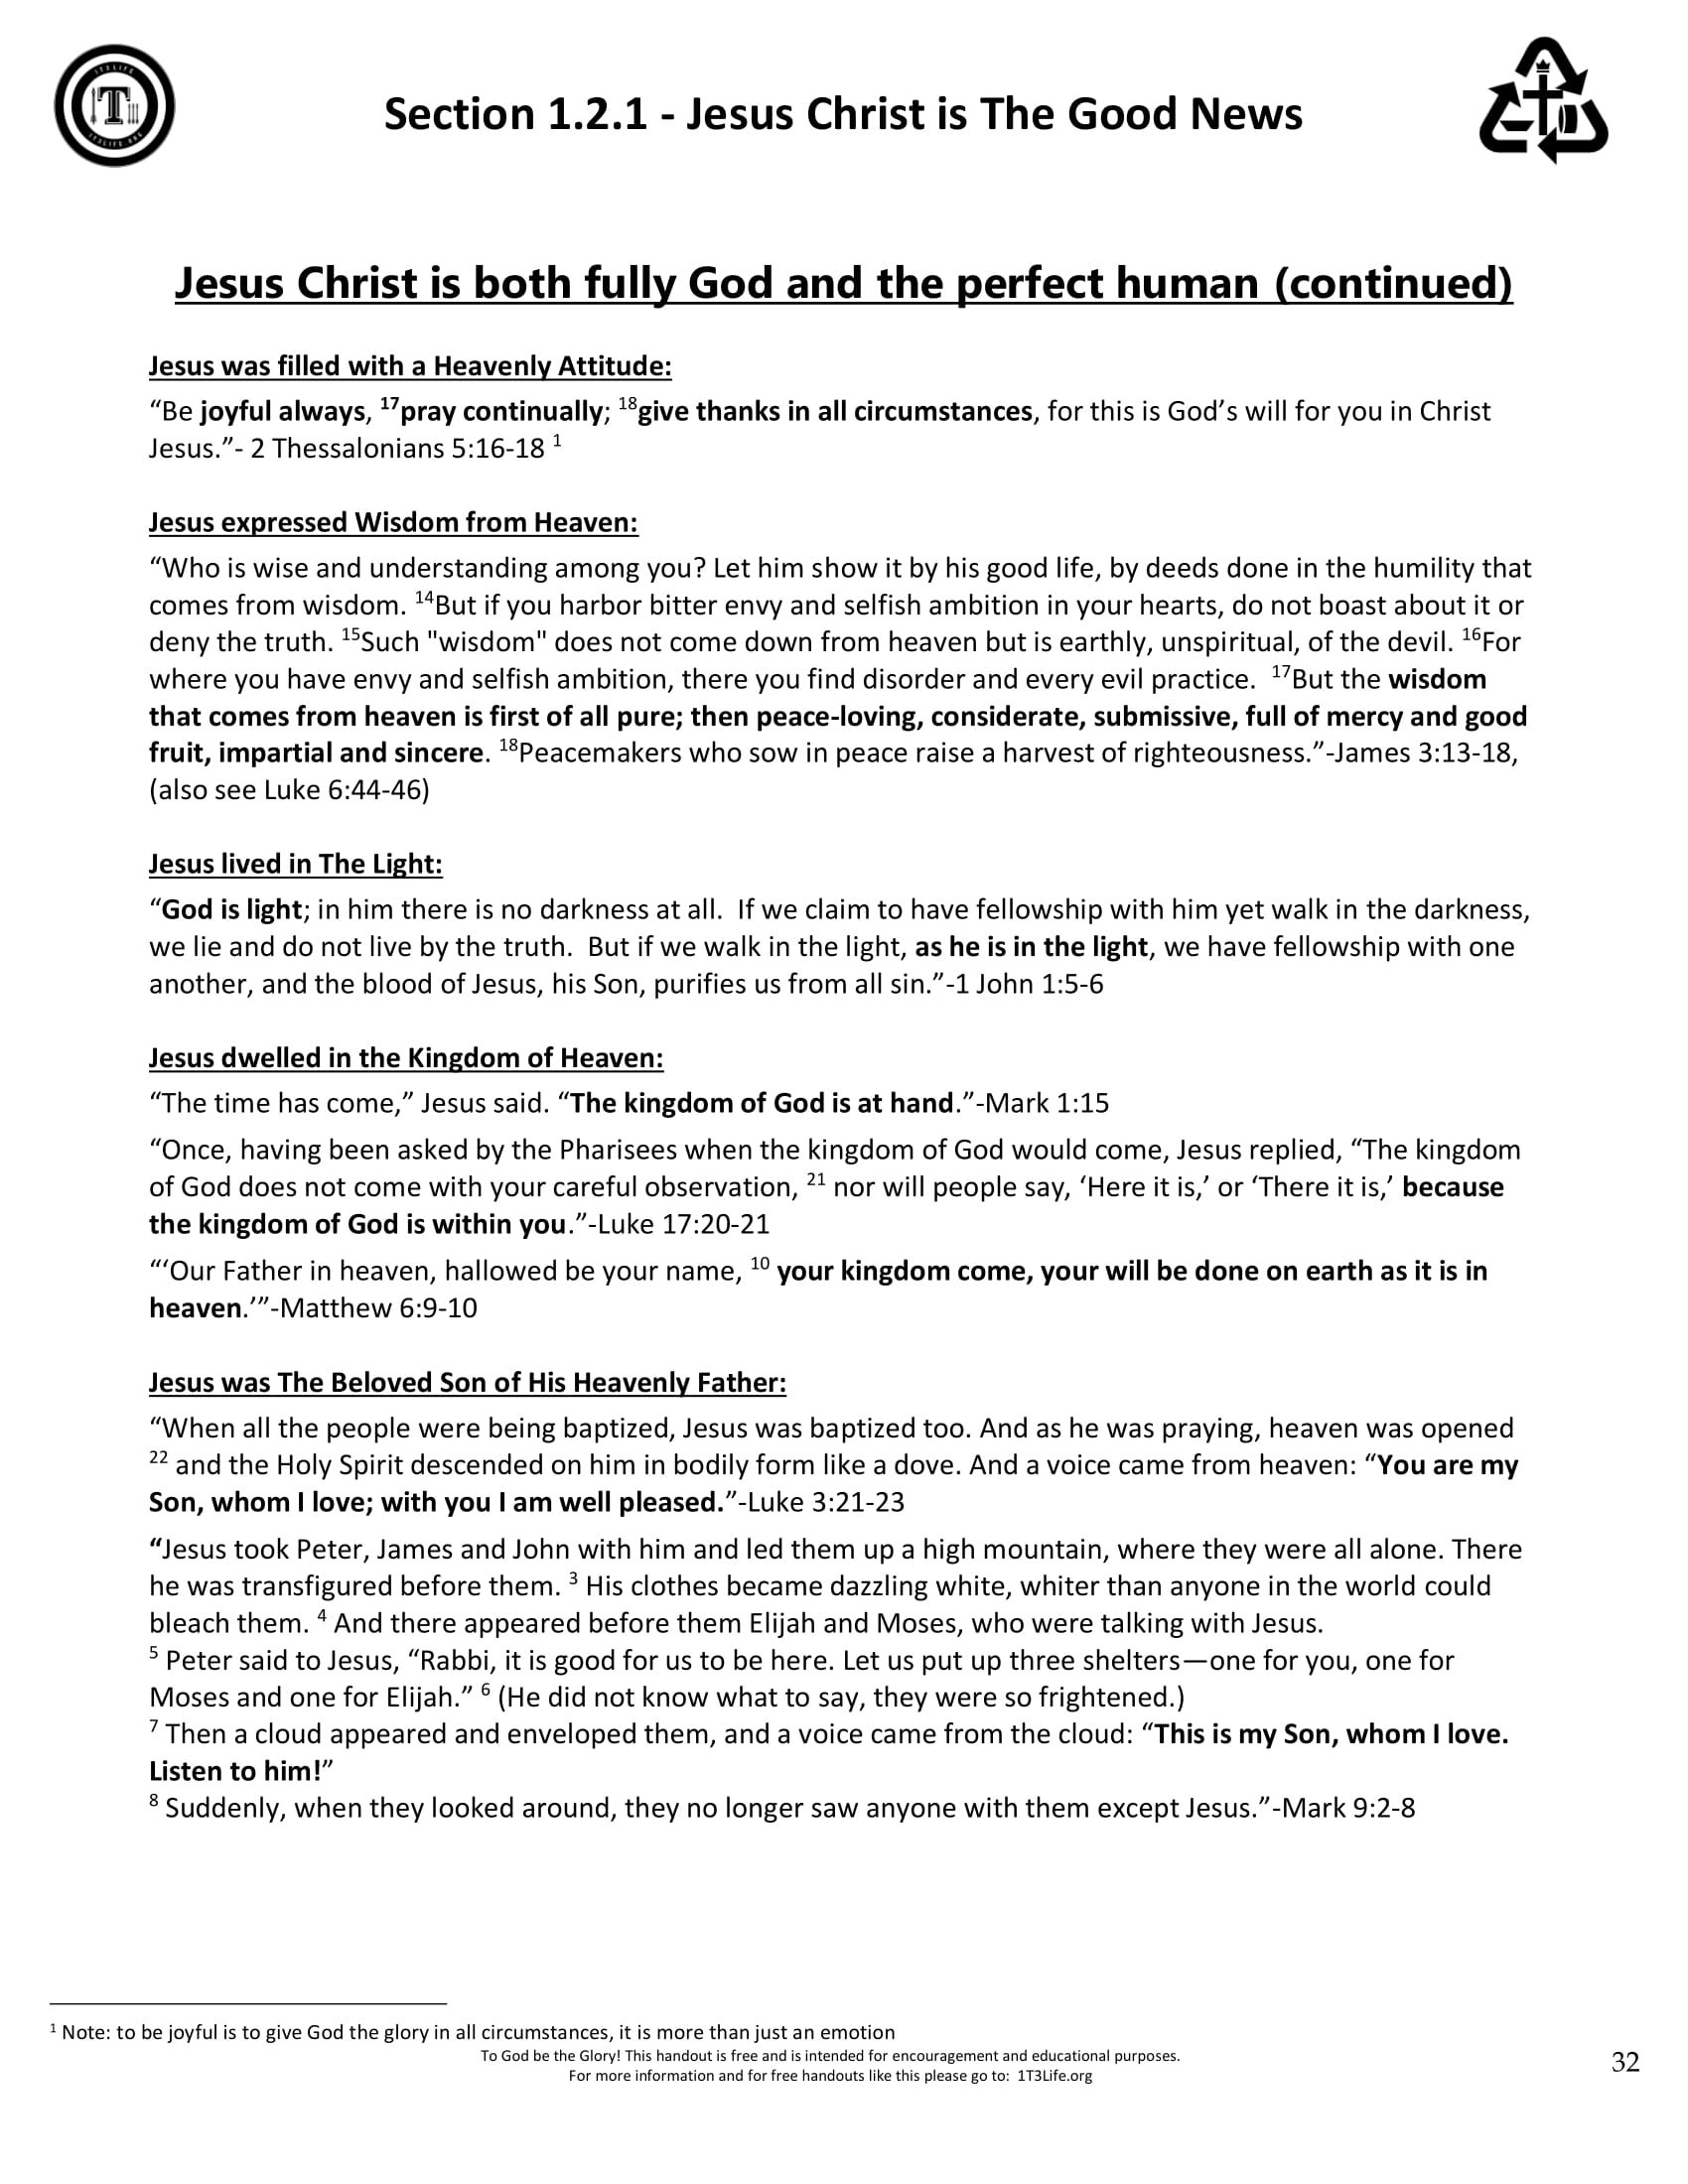 Section 1.2.1 - Jesus Christ is The Good News
Jesus Christ is both fully God and the perfect human (continued)
Jesus was filled with a Heavenly Attitude:
“Be joyful always, 17pray continually; 18give thanks in all circumstances, for this is God’s will for you in Christ
Jesus.”- 2 Thessalonians 5:16-18 1
Jesus expressed Wisdom from Heaven:
“Who is wise and understanding among you? Let him show it by his good life, by deeds done in the humility that
comes from wisdom. 14But if you harbor bitter envy and selfish ambition in your hearts, do not boast about it or
deny the truth. 15Such "wisdom" does not come down from heaven but is earthly, unspiritual, of the devil. 16For
where you have envy and selfish ambition, there you find disorder and every evil practice.  17But the wisdom
that comes from heaven is first of all pure; then peace-loving, considerate, submissive, full of mercy and good
fruit, impartial and sincere. 18Peacemakers who sow in peace raise a harvest of righteousness.”-James 3:13-18,
(also see Luke 6:44-46)
Jesus lived in The Light:
“God is light; in him there is no darkness at all.  If we claim to have fellowship with him yet walk in the darkness,
we lie and do not live by the truth.  But if we walk in the light, as he is in the light, we have fellowship with one
another, and the blood of Jesus, his Son, purifies us from all sin.”-1 John 1:5-6
Jesus dwelled in the Kingdom of Heaven:
“The time has come,” Jesus said. “The kingdom of God is at hand.”-Mark 1:15
“Once, having been asked by the Pharisees when the kingdom of God would come, Jesus replied, “The kingdom
of God does not come with your careful observation, 21 nor will people say, ‘Here it is,’ or ‘There it is,’ because
the kingdom of God is within you.”-Luke 17:20-21
“‘Our Father in heaven, hallowed be your name, 10 your kingdom come, your will be done on earth as it is in
heaven.’”-Matthew 6:9-10
Jesus was The Beloved Son of His Heavenly Father:
“When all the people were being baptized, Jesus was baptized too. And as he was praying, heaven was opened
22 and the Holy Spirit descended on him in bodily form like a dove. And a voice came from heaven: “You are my
Son, whom I love; with you I am well pleased.”-Luke 3:21-23
“Jesus took Peter, James and John with him and led them up a high mountain, where they were all alone. There
he was transfigured before them. 3 His clothes became dazzling white, whiter than anyone in the world could
bleach them. 4 And there appeared before them Elijah and Moses, who were talking with Jesus.
5 Peter said to Jesus, “Rabbi, it is good for us to be here. Let us put up three shelters—one for you, one for
Moses and one for Elijah.” 6 (He did not know what to say, they were so frightened.)
7 Then a cloud appeared and enveloped them, and a voice came from the cloud: “This is my Son, whom I love.
Listen to him!”
8 Suddenly, when they looked around, they no longer saw anyone with them except Jesus.”-Mark 9:2-8
1 Note: to be joyful is to give God the glory in all circumstances, it is more than just an emotion
To God be the Glory! This handout is free and is intended for encouragement and educational purposes.
For more information and for free handouts like this please go to:  1T3Life.org
32